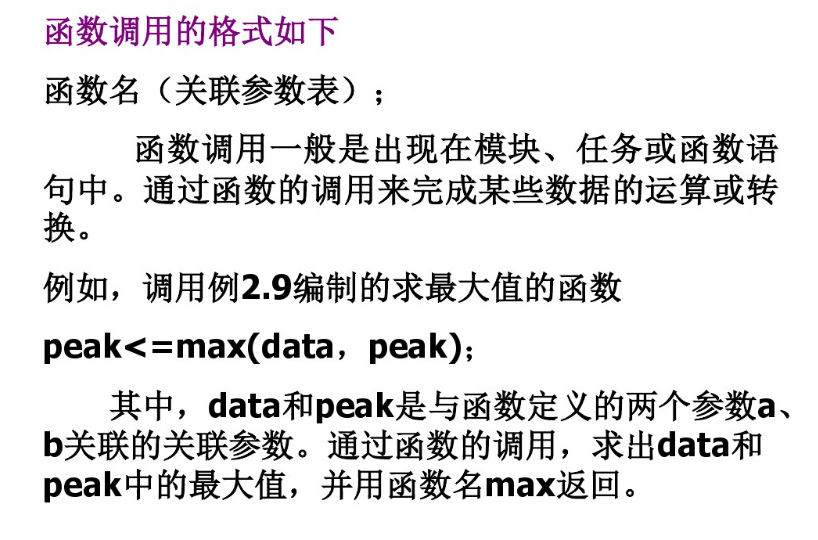 函数调用的格式如下
函数名（关联参数表）；
函数调用一般是出现在模块、任务或函数语
句中。通过函数的调用来完成某些数据的运算或转
换。
例如，调用例2.9编制的求最大值的函数
peak<=max(data，peak)；
其中，data和peak是与函数定义的两个参数a、
b关联的关联参数。通过函数的调用，求出data和
peak中的最大值，并用函数名max返回。